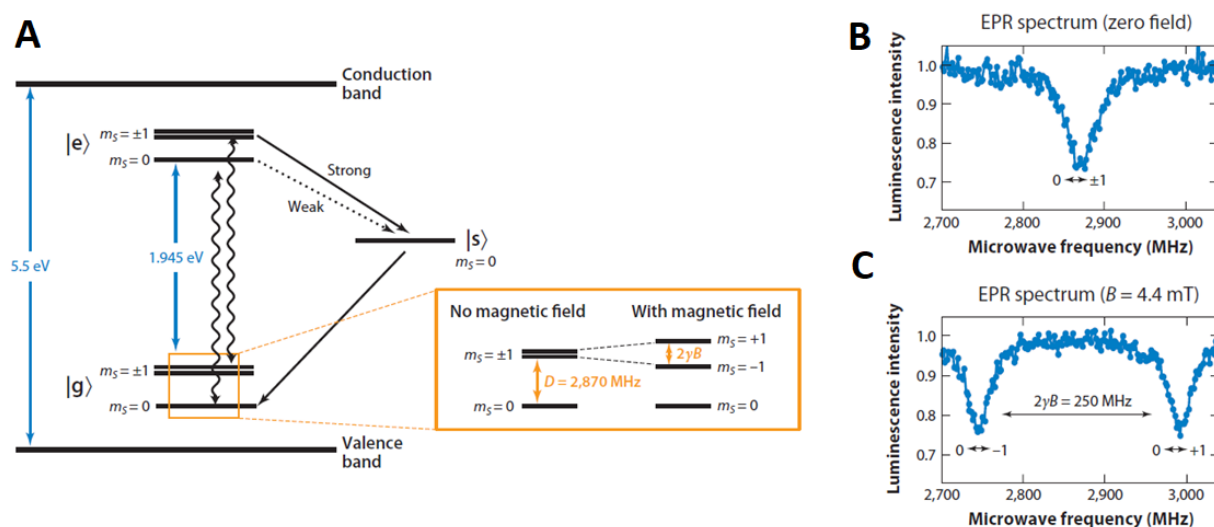 A
Conduction
band
|e⟩
mS = ±1
mS = 0
Strong
Weak
|s⟩
mS = 0
5.5 eV
1.945 eV
No magnetic field
With magnetic field
mS = +1
mS = ±1
2γB
mS = −1
D = 2,870 MHz
mS = 0
mS = 0
|g⟩
mS = ±1
mS = 0
Valence
band
B
EPR spectrum (zero field)
Luminescence intensity
1.0
0.9
0.8
0.7
0 ±1
2,700
2,800
2,900
3,000
Microwave frequency (MHz)
C
EPR spectrum (B = 4.4 mT)
Luminescence intensity
1.0
0.9
0.8
0.7
2γB = 250 MHz
0 −1
0 +1
2,700
2,800
2,900
3,000
Microwave frequency (MHz)